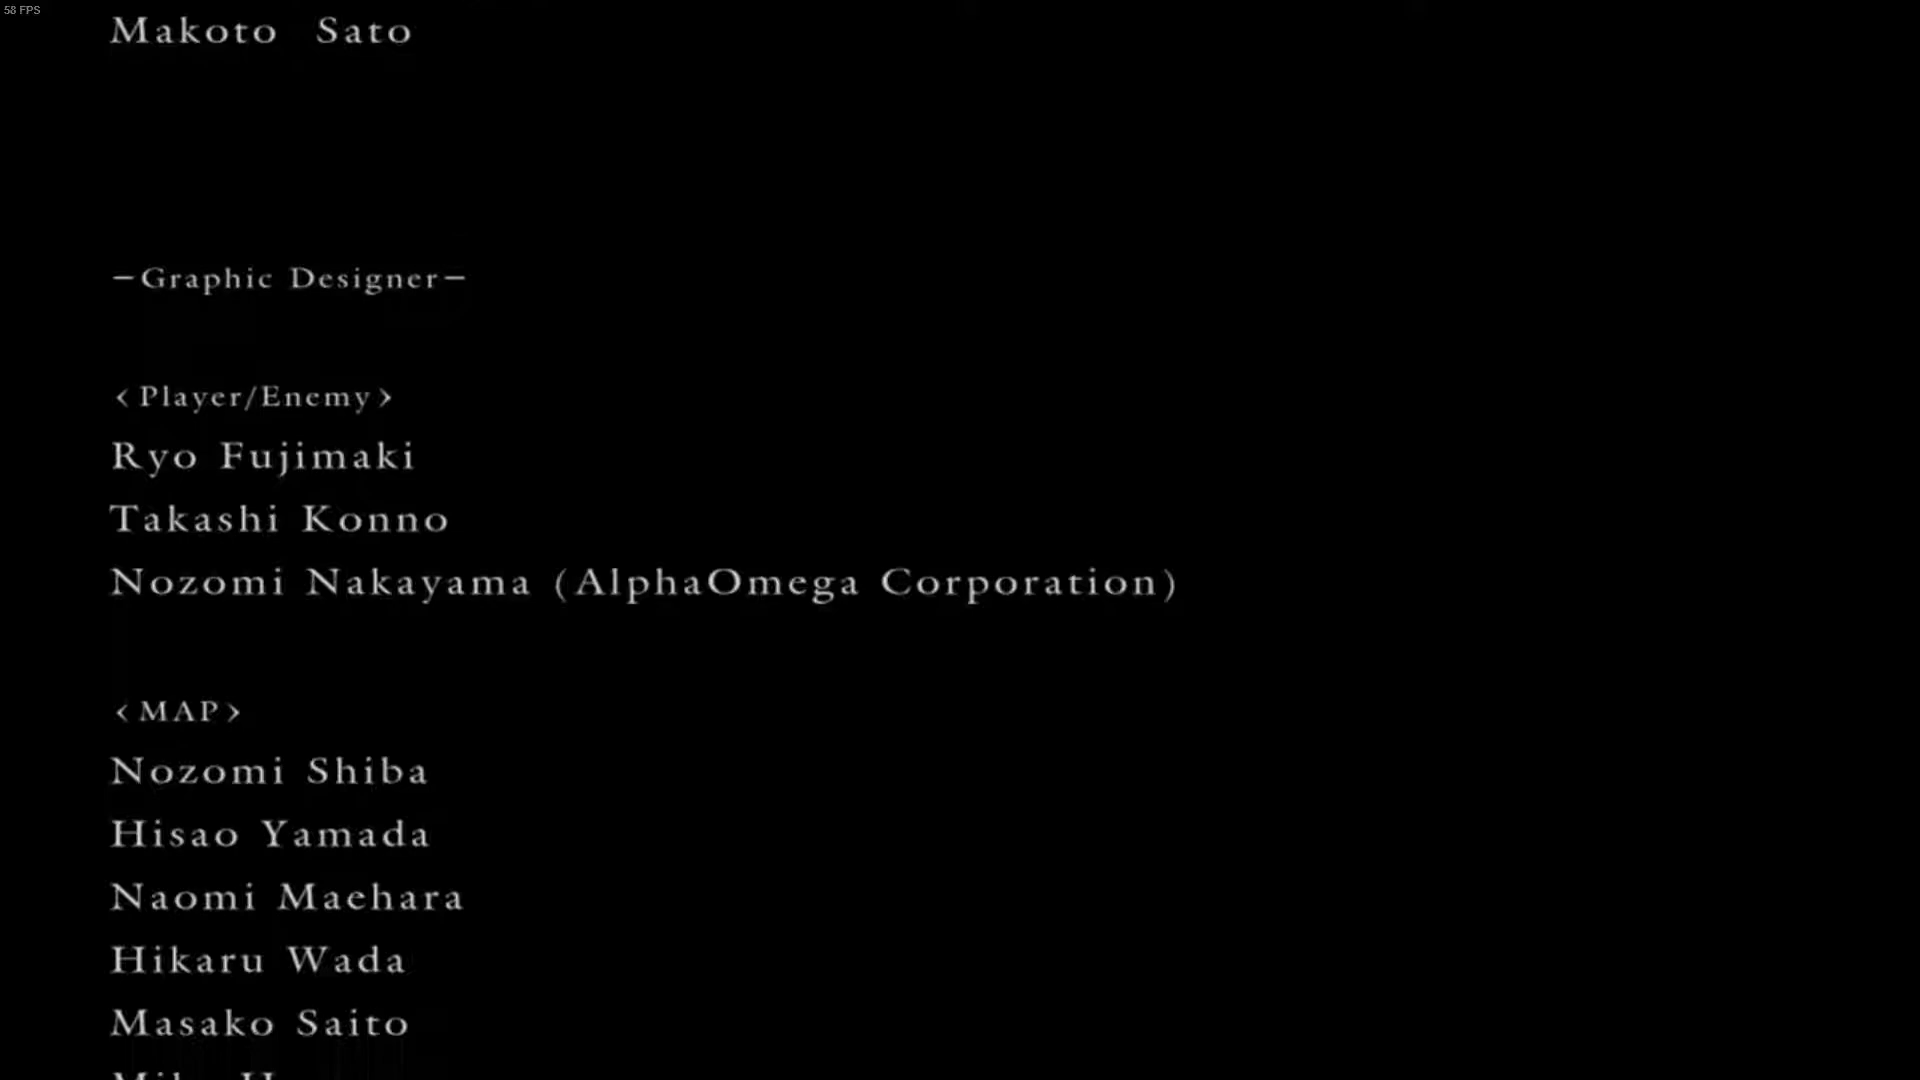 58 FPS
Makoto Sato
－Graphic Designer－
＜Player/Enemy＞
Ryo Fujimaki
Takashi Konno
Nozomi Nakayama (AlphaOmega Corporation)
＜MAP＞
Nozomi Shiba
Hisao Yamada
Naomi Maehara
Hikaru Wada
Masako Saito